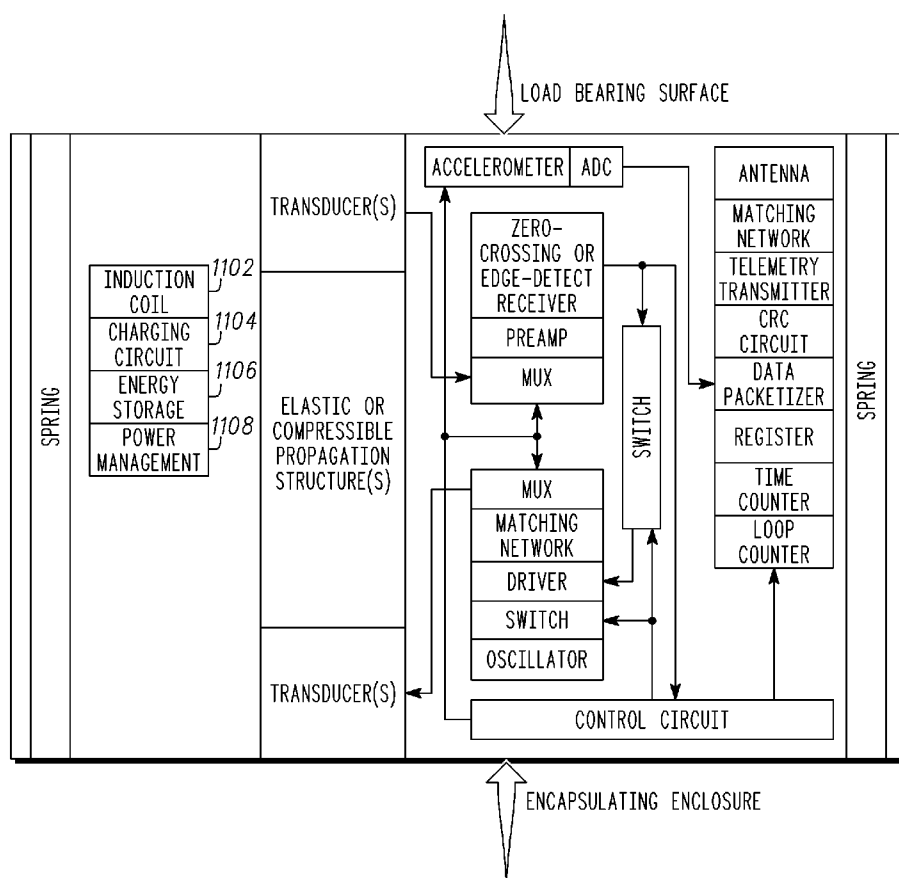 LOAD BEARING SURFACE
SPRING
INDUCTION
COIL
1102
CHARGING
CIRCUIT
1104
ENERGY
STORAGE
1106
POWER
MANAGEMENT
1108
TRANSDUCER(S)
ELASTIC OR
COMPRESSIBLE
PROPAGATION
STRUCTURE(S)
TRANSDUCER(S)
ACCELEROMETER
ADC
ZERO-
CROSSING OR
EDGE-DETECT
RECEIVER
PREAMP
MUX
SWITCH
MUX
MATCHING
NETWORK
DRIVER
SWITCH
OSCILLATOR
CONTROL CIRCUIT
ANTENNA
MATCHING
NETWORK
TELEMETRY
TRANSMITTER
CRC
CIRCUIT
DATA
PACKETIZER
REGISTER
TIME
COUNTER
LOOP
COUNTER
SPRING
ENCAPSULATING ENCLOSURE